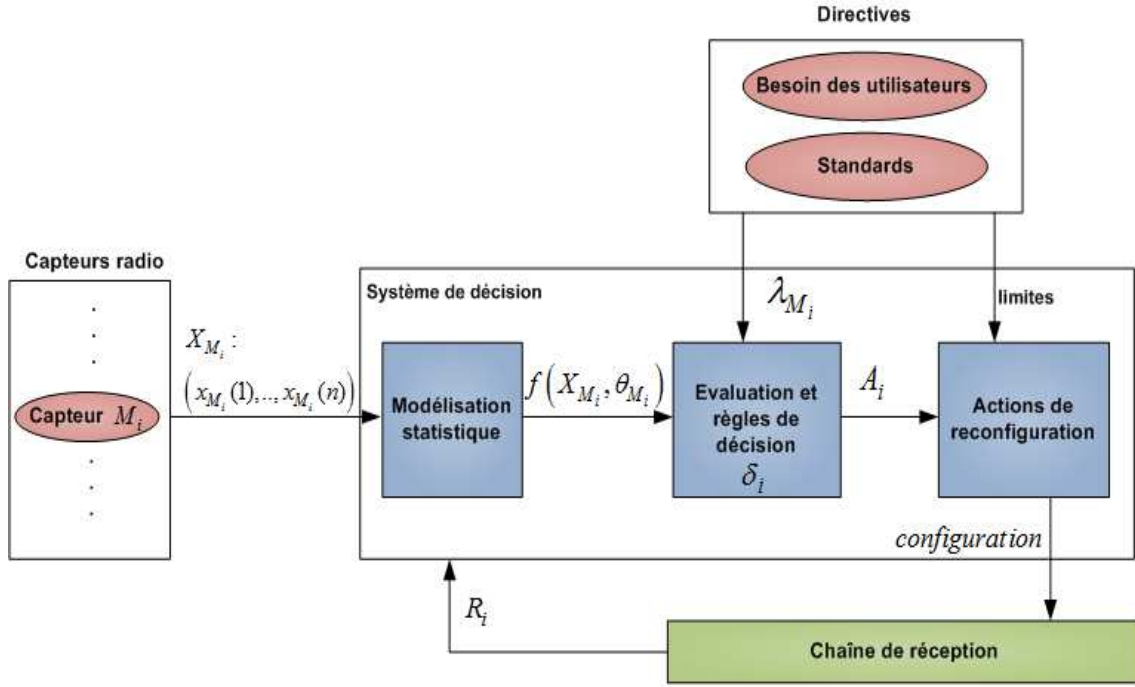 Directives
Besoin des utilisateurs
Standards
Capteurs radio
Système de décision
λ_{M_i}
limites
X_{M_i} :
(x_{M_i}(1),..,x_{M_i}(n))
Capteur M_i
Modélisation
statistique
f(X_{M_i}, θ_{M_i})
Evaluation et
règles de
décision
δ_i
A_i
Actions de
reconfiguration
configuration
R_i
Chaîne de réception